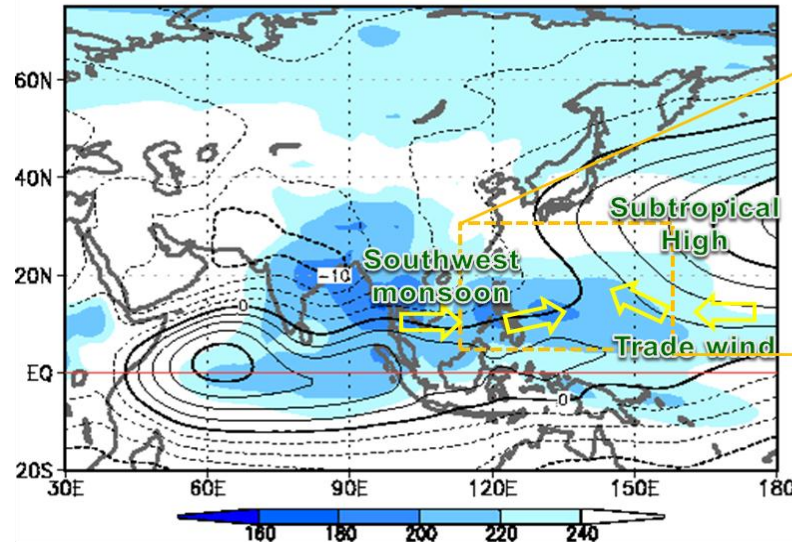 60N
40N
20N
EQ
20S
30E
60E
90E
120E
150E
180
Subtropical
High
Southwest
monsoon
Trade wind
-10
0
0
160
180
200
220
240